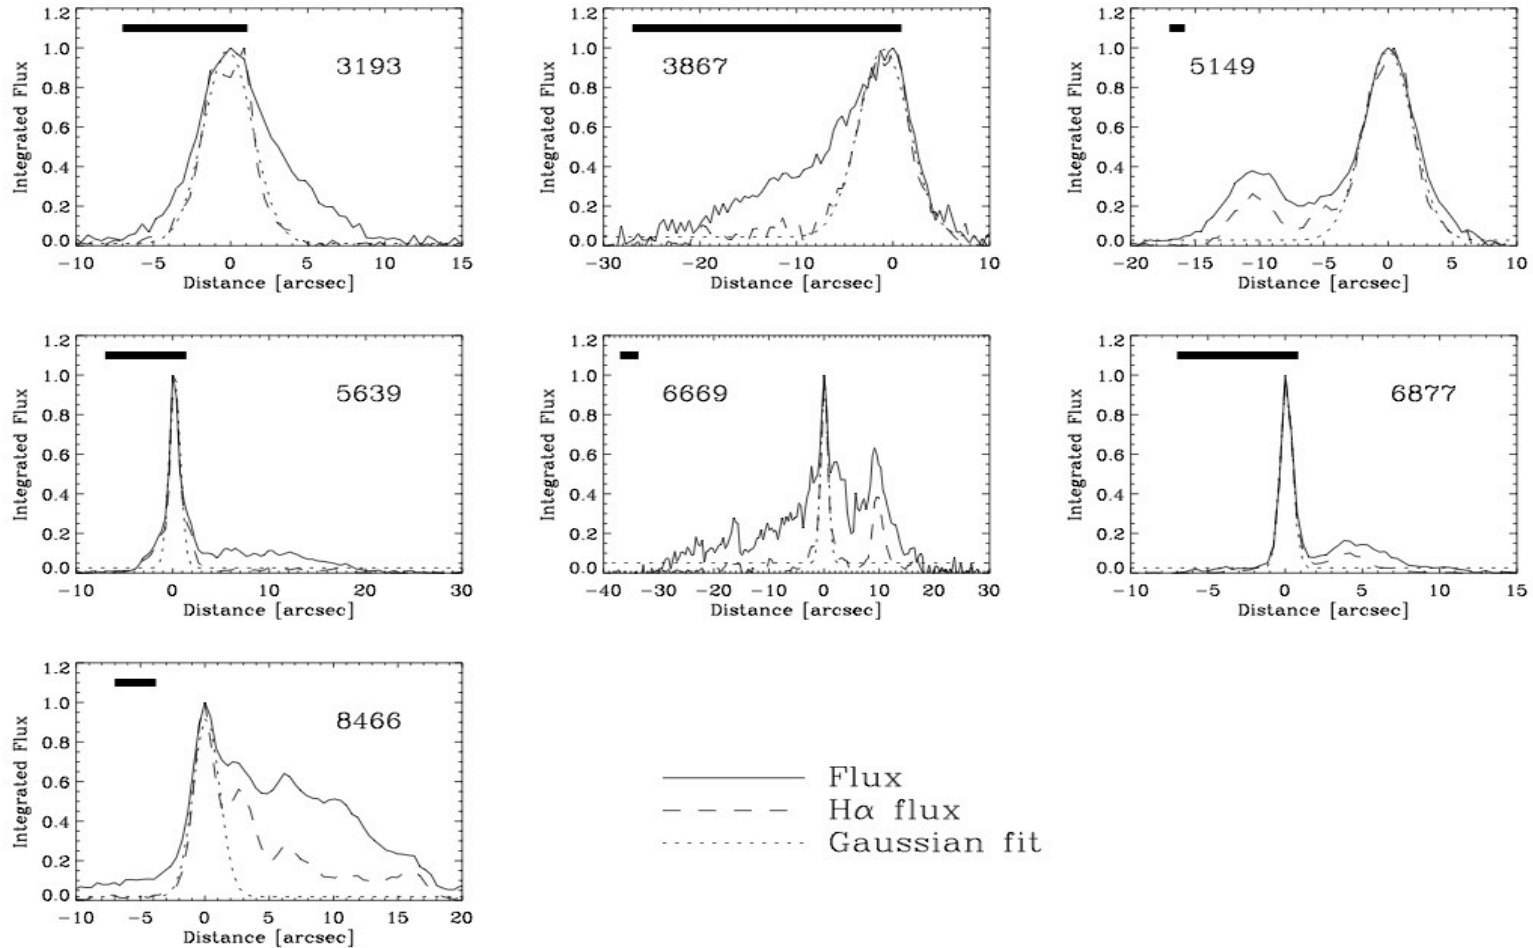 1.2
1.0
0.8
0.6
0.4
0.2
0.0
Integrated Flux
3193
−10 −5 0 5 10 15
Distance [arcsec]
1.2
1.0
0.8
0.6
0.4
0.2
0.0
Integrated Flux
3867
−30 −20 −10 0 10
Distance [arcsec]
1.2
1.0
0.8
0.6
0.4
0.2
0.0
Integrated Flux
5149
−20 −15 −10 −5 0 5 10
Distance [arcsec]
1.2
1.0
0.8
0.6
0.4
0.2
0.0
Integrated Flux
5639
−10 0 10 20 30
Distance [arcsec]
1.2
1.0
0.8
0.6
0.4
0.2
0.0
Integrated Flux
6669
−40 −30 −20 −10 0 10 20 30
Distance [arcsec]
1.2
1.0
0.8
0.6
0.4
0.2
0.0
Integrated Flux
6877
−10 −5 0 5 10 15
Distance [arcsec]
1.2
1.0
0.8
0.6
0.4
0.2
0.0
Integrated Flux
8466
−10 −5 0 5 10 15 20
Distance [arcsec]
Flux
Hα flux
Gaussian fit